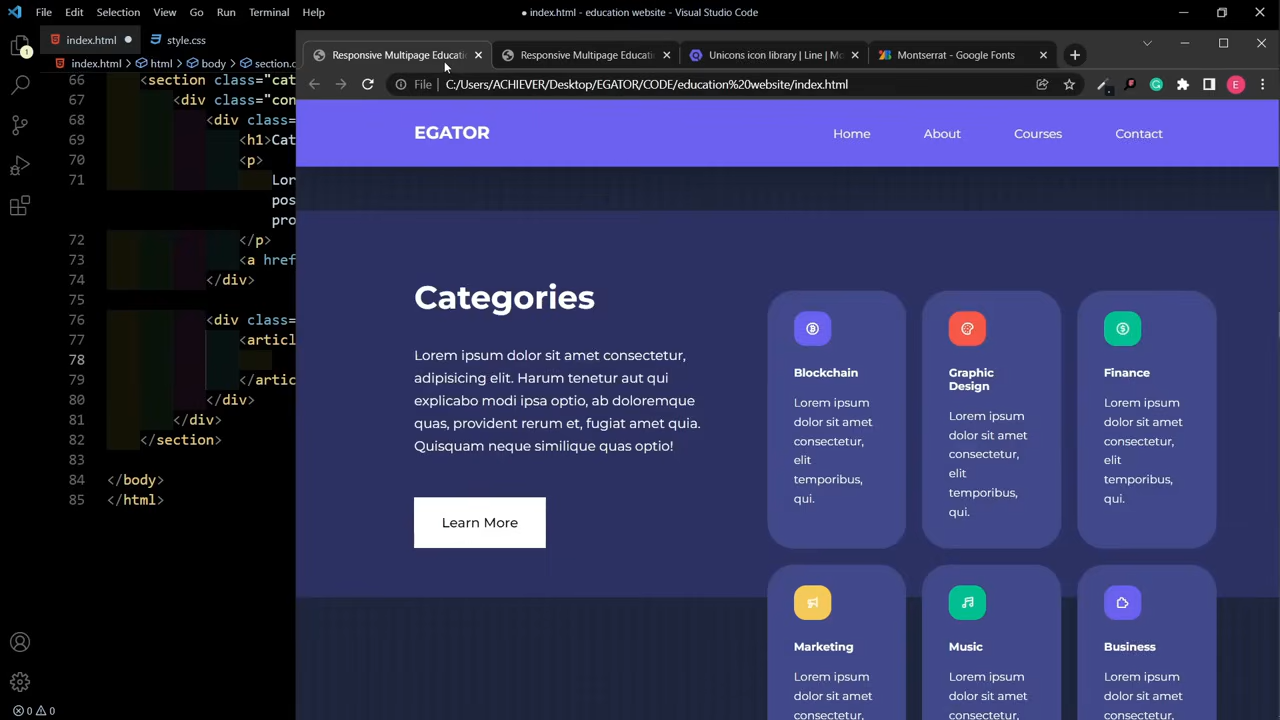 File Edit Selection View Go Run Terminal Help
● index.html - education website - Visual Studio Code
index.html ●
style.css
index.html > html > body > section.c
1
66 <section class="cat
67 <div class="con
68 <div class=
69 <h1>Cat
70 <p>
71 Lor
pos
pro
72 </p>
73 <a href
74 </div>
75
76 <div class=
77 <articl
78
79 </artic
80 </div>
81 </div>
82 </section>
83
84 </body>
85 </html>
0 0
Responsive Multipage Educati
Responsive Multipage Educati
Unicons icon library | Line | Mo
Montserrat - Google Fonts
File C:/Users/ACHIEVER/Desktop/EGATOR/CODE/education%20website/index.html
E
EGATOR
Home About Courses Contact
Categories
Lorem ipsum dolor sit amet consectetur,
adipisicing elit. Harum tenetur aut qui
explicabo modi ipsa optio, ab doloremque
quas, provident rerum et, fugiat amet quia.
Quisquam neque similique quas optio!
Learn More
Blockchain
Lorem ipsum
dolor sit amet
consectetur,
elit
temporibus,
qui.
Graphic
Design
Lorem ipsum
dolor sit amet
consectetur,
elit
temporibus,
qui.
Finance
Lorem ipsum
dolor sit amet
consectetur,
elit
temporibus,
qui.
Marketing
Lorem ipsum
dolor sit amet
consectetur,
Music
Lorem ipsum
dolor sit amet
consectetur,
Business
Lorem ipsum
dolor sit amet
consectetur,